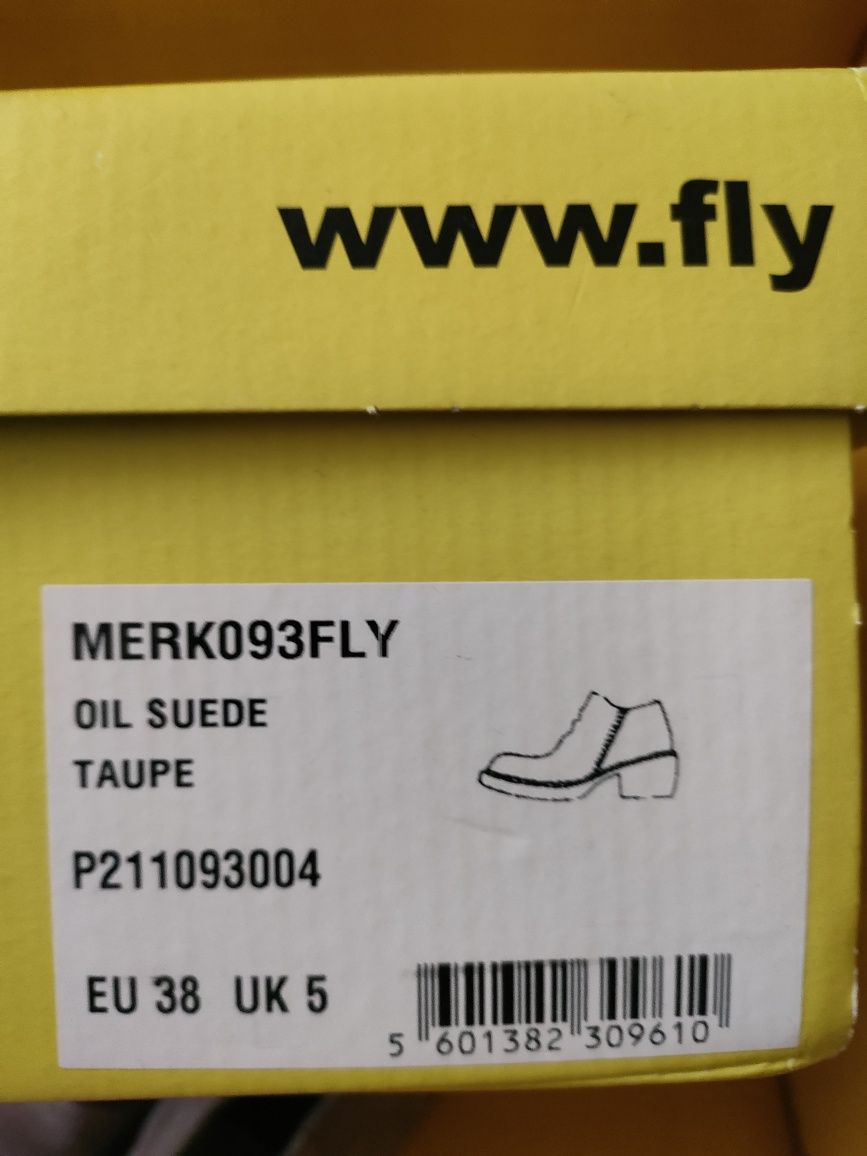 www.fly
MERK093FLY
OIL SUEDE
TAUPE
P211093004
EU 38 UK 5
5 601382 309610